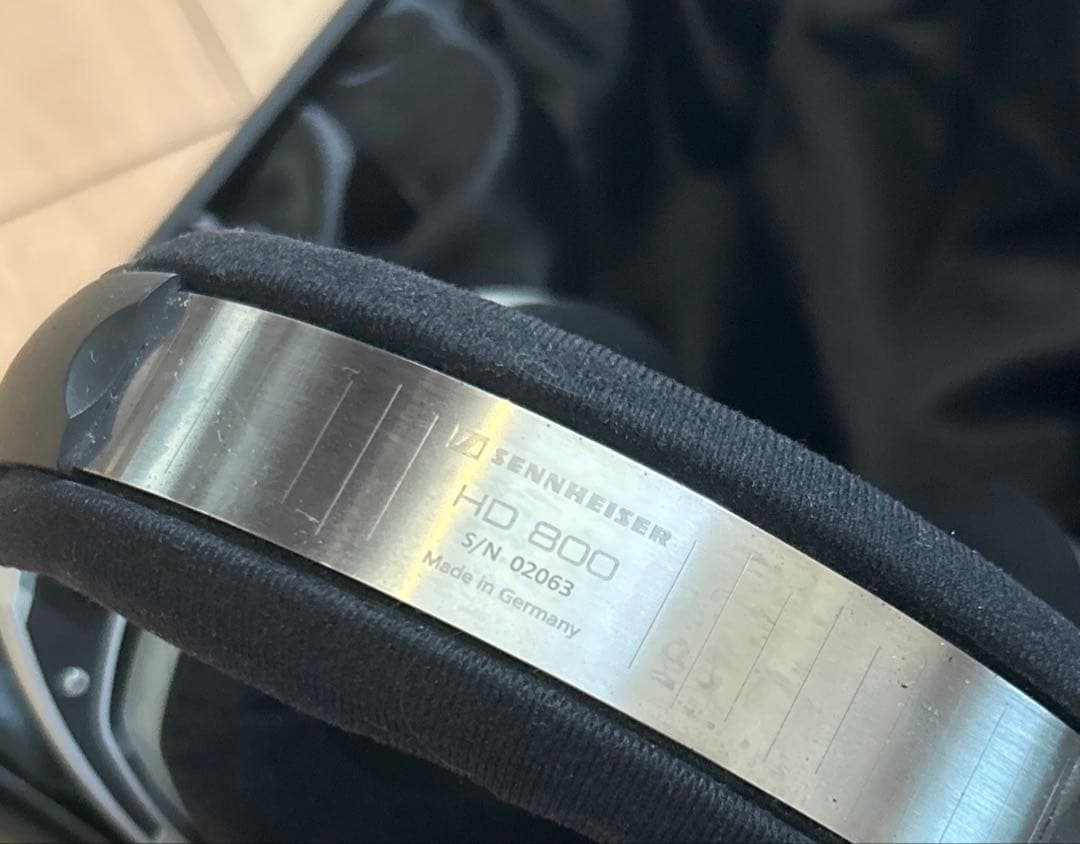 SENNHEISER
HD 800
S/N 02063
Made in Germany